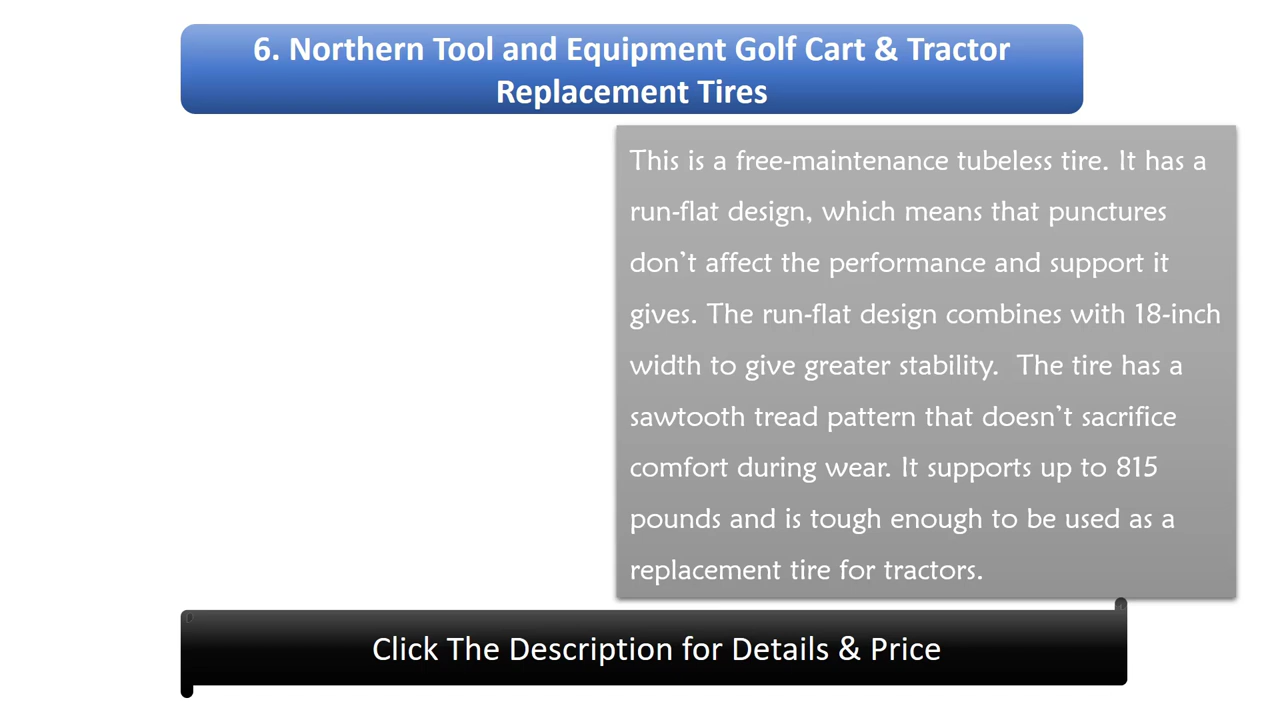 6. Northern Tool and Equipment Golf Cart & Tractor
Replacement Tires
This is a free-maintenance tubeless tire. It has a
run-flat design, which means that punctures
don’t affect the performance and support it
gives. The run-flat design combines with 18-inch
width to give greater stability.  The tire has a
sawtooth tread pattern that doesn’t sacrifice
comfort during wear. It supports up to 815
pounds and is tough enough to be used as a
replacement tire for tractors.
Click The Description for Details & Price